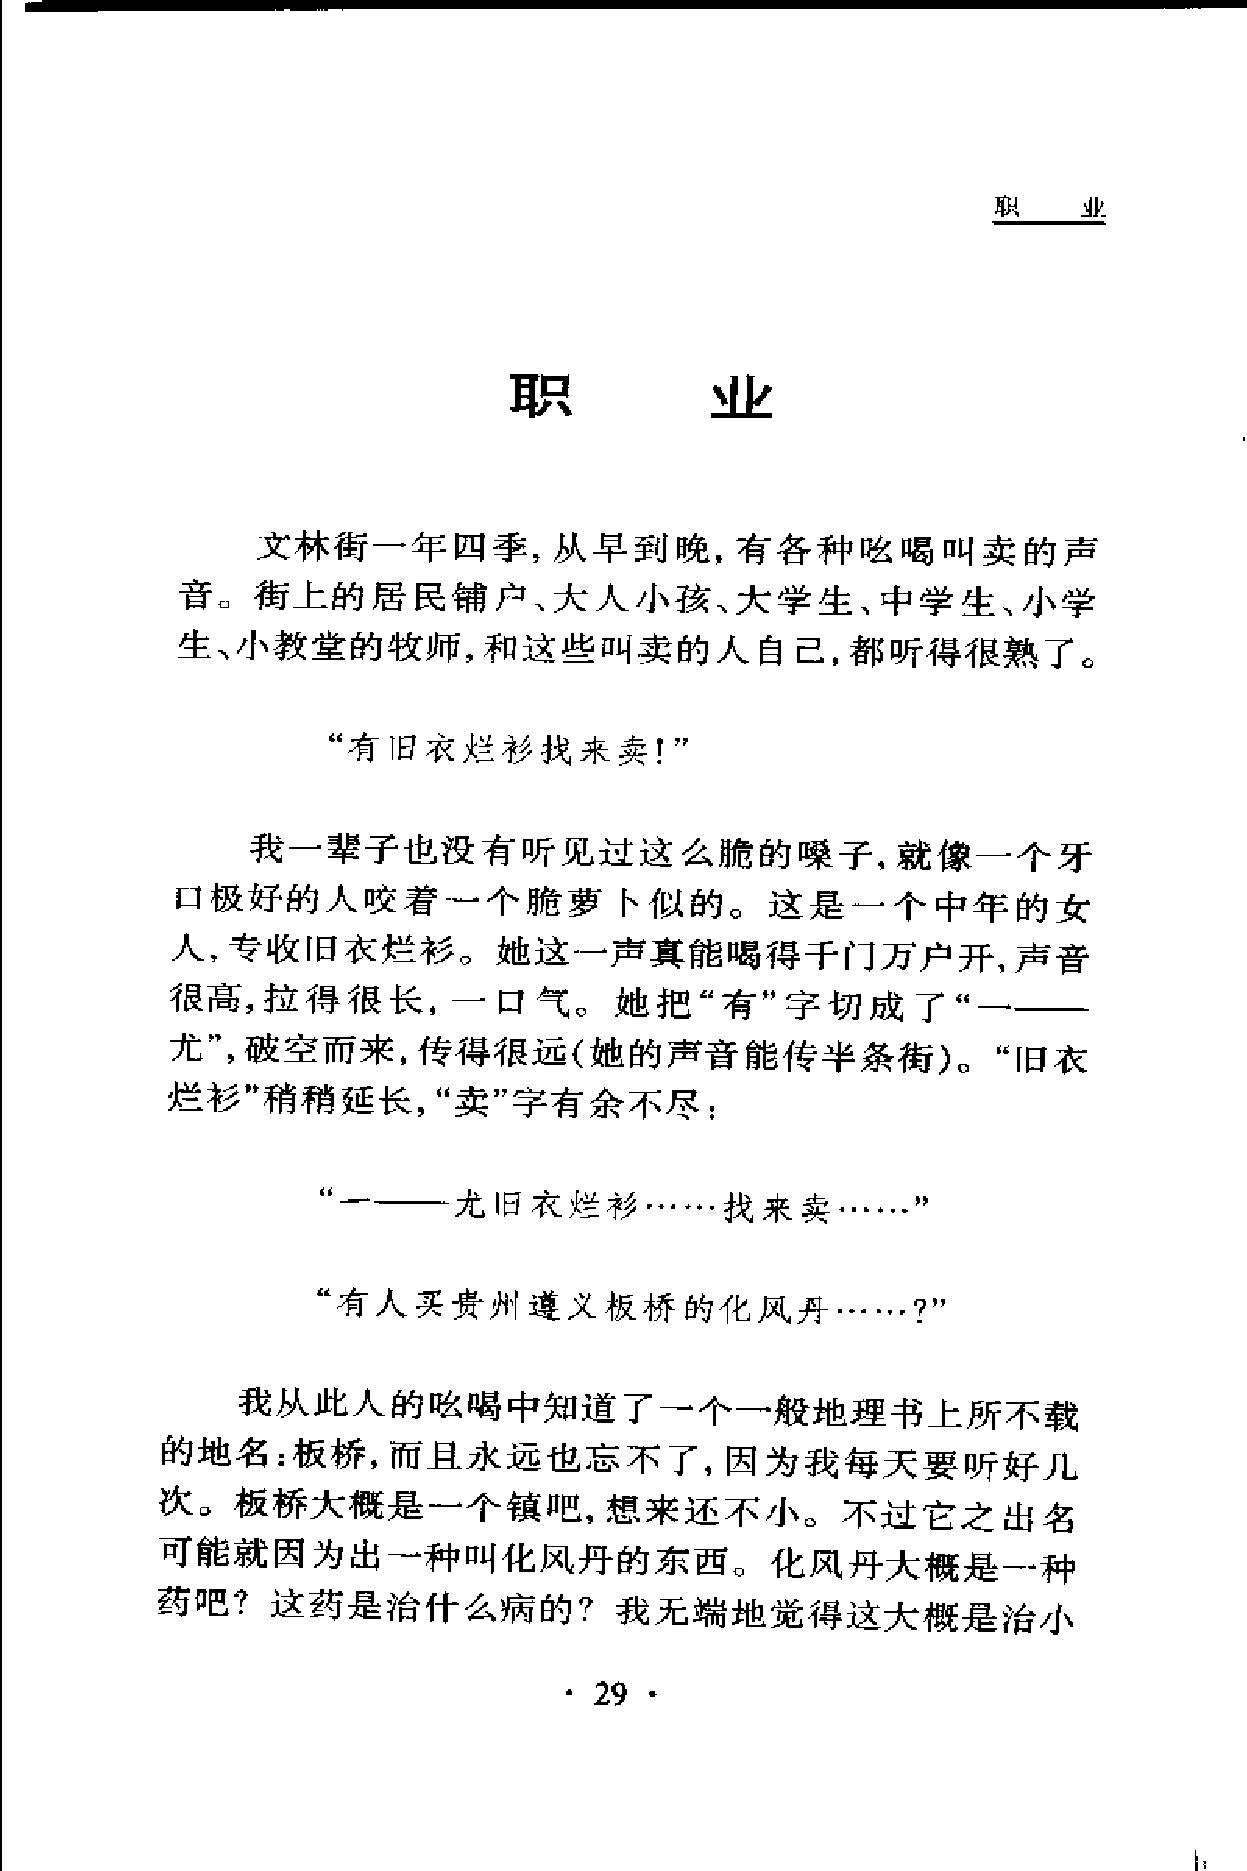 职 业
职 业
文林街一年四季,从早到晚,有各种吆喝叫卖的声
音。街上的居民铺户、大人小孩、大学生、中学生、小学
生、小教堂的牧师,和这些叫卖的人自己,都听得很熟了。
“有旧衣烂衫找来卖!”
我一辈子也没有听见过这么脆的嗓子,就像一个牙
口极好的人咬着一个脆萝卜似的。这是一个中年的女
人,专收旧衣烂衫。她这一声真能喝得千门万户开,声音
很高,拉得很长,一口气。她把“有”字切成了“一——
尤”,破空而来,传得很远(她的声音能传半条街)。“旧衣
烂衫”稍稍延长,“卖”字有余不尽:
“一——尤旧衣烂衫……找来卖……”
“有人买贵州遵义板桥的化风丹……?”
我从此人的吆喝中知道了一个一般地理书上所不载
的地名:板桥,而且永远也忘不了,因为我每天要听好几
次。板桥大概是一个镇吧,想来还不小。不过它之出名
可能就因为出一种叫化风丹的东西。化风丹大概是一种
药吧?这药是治什么病的?我无端地觉得这大概是治小
· 29 ·